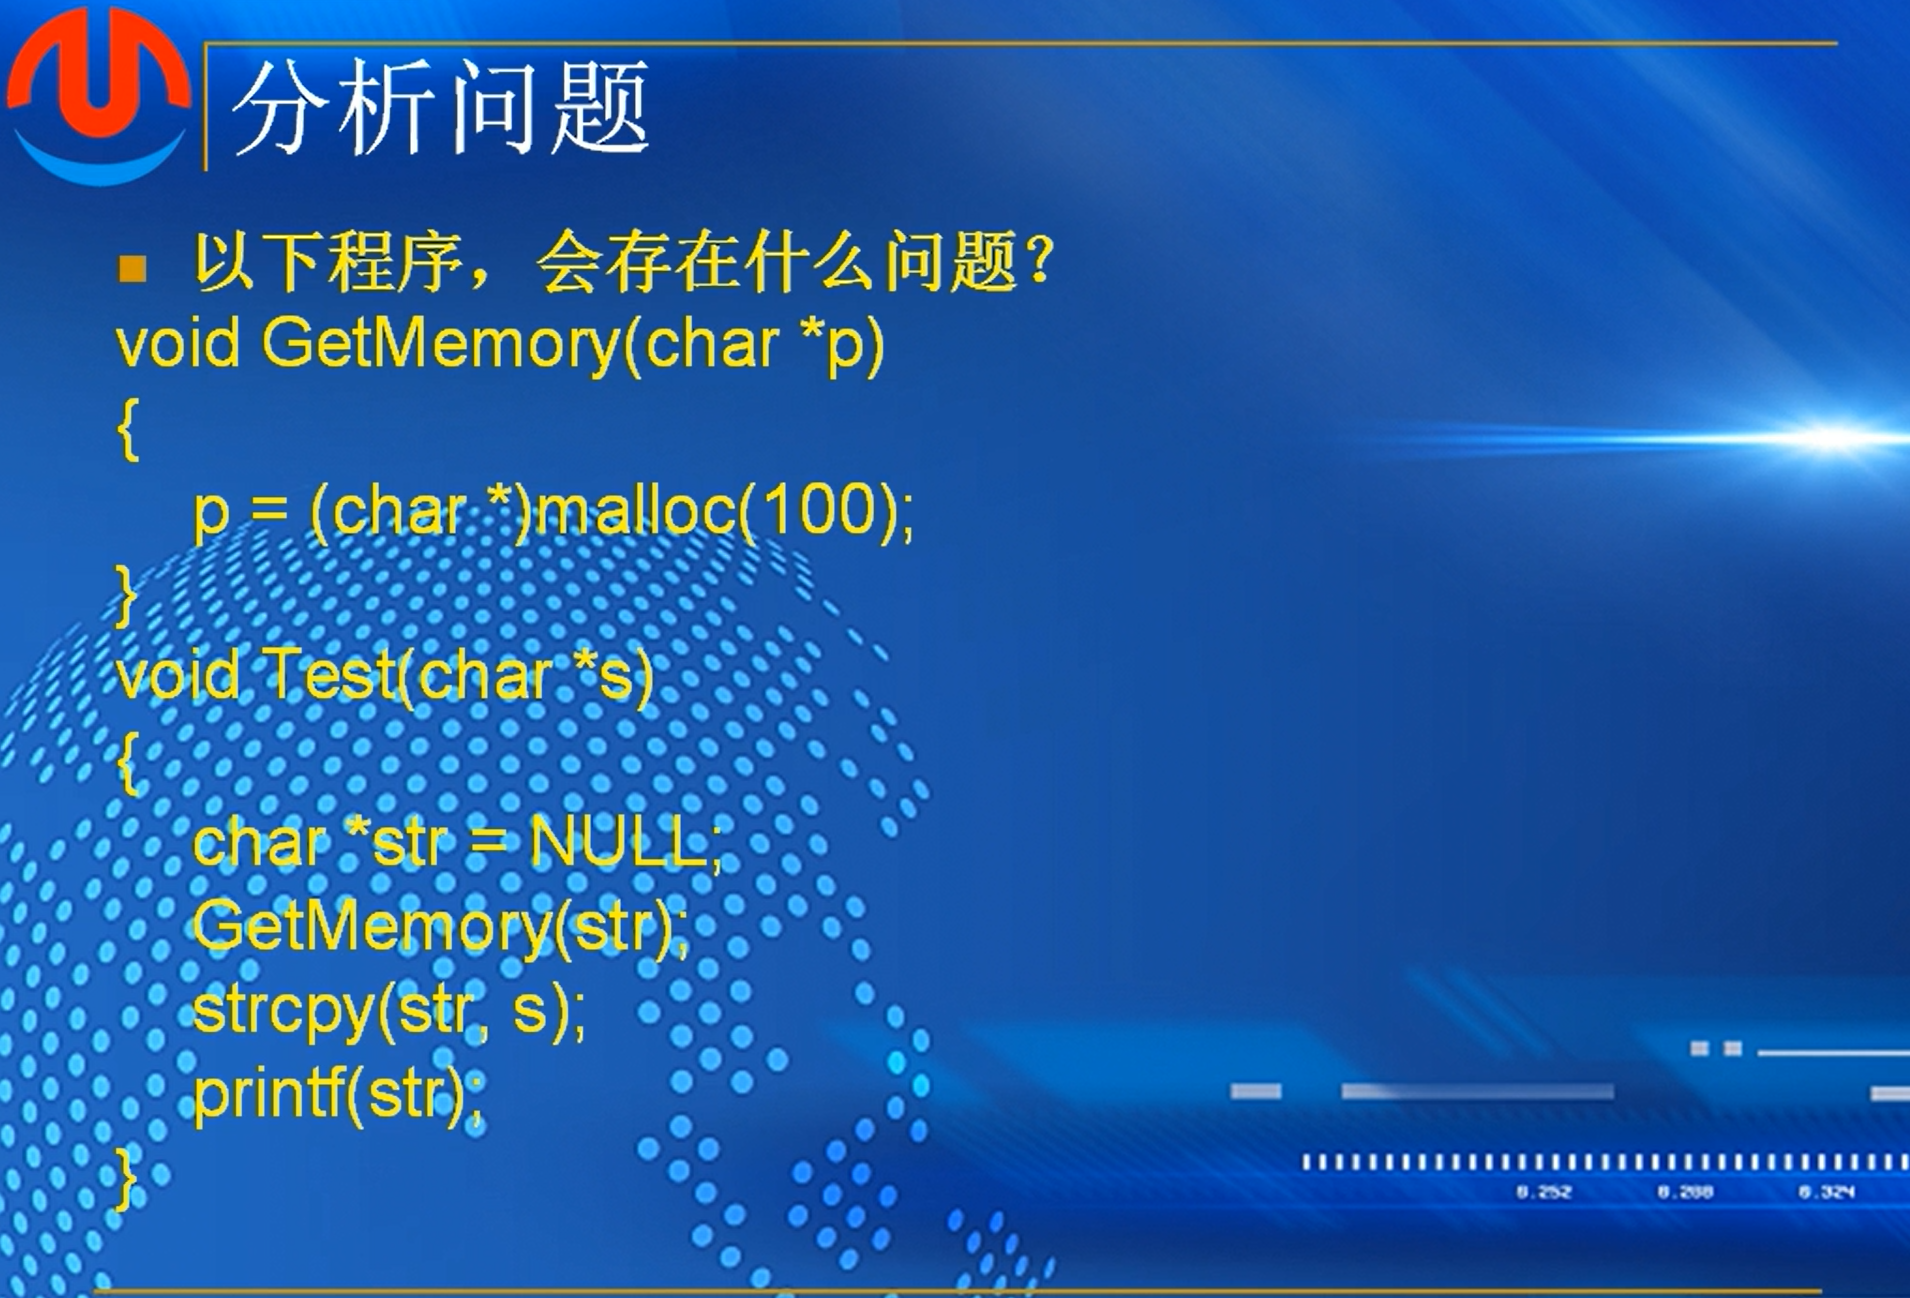 分析问题
以下程序，会存在什么问题？
void GetMemory(char *p)
{
p = (char *)malloc(100);
}
void Test(char *s)
{
char *str = NULL;
GetMemory(str);
strcpy(str, s);
printf(str);
}
0.252 0.288 0.324